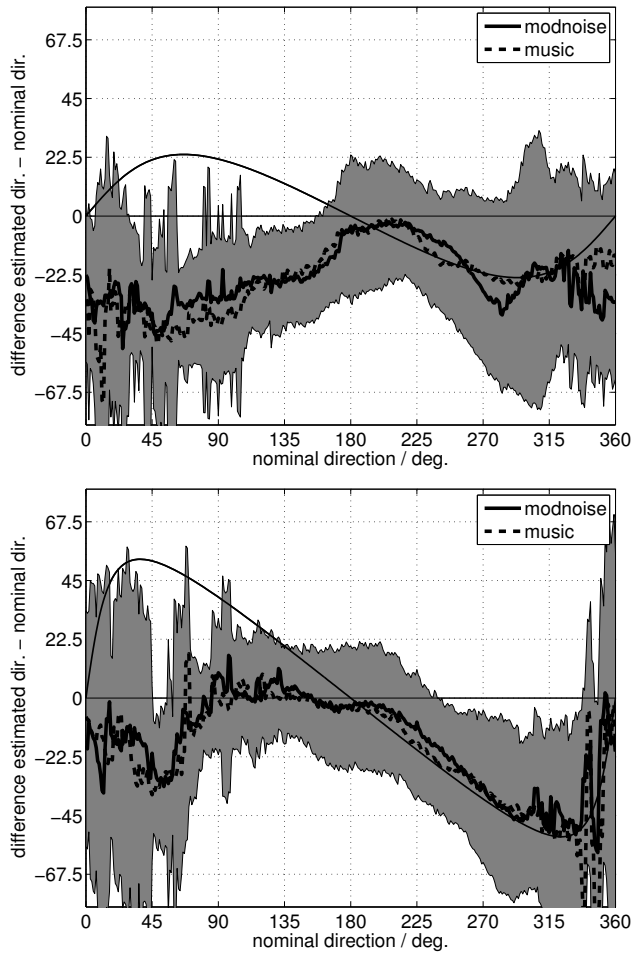 difference estimated dir. − nominal dir.
67.5
45
22.5
0
−22.5
−45
−67.5
modnoise
music
0 45 90 135 180 225 270 315 360
nominal direction / deg.
difference estimated dir. − nominal dir.
67.5
45
22.5
0
−22.5
−45
−67.5
modnoise
music
0 45 90 135 180 225 270 315 360
nominal direction / deg.